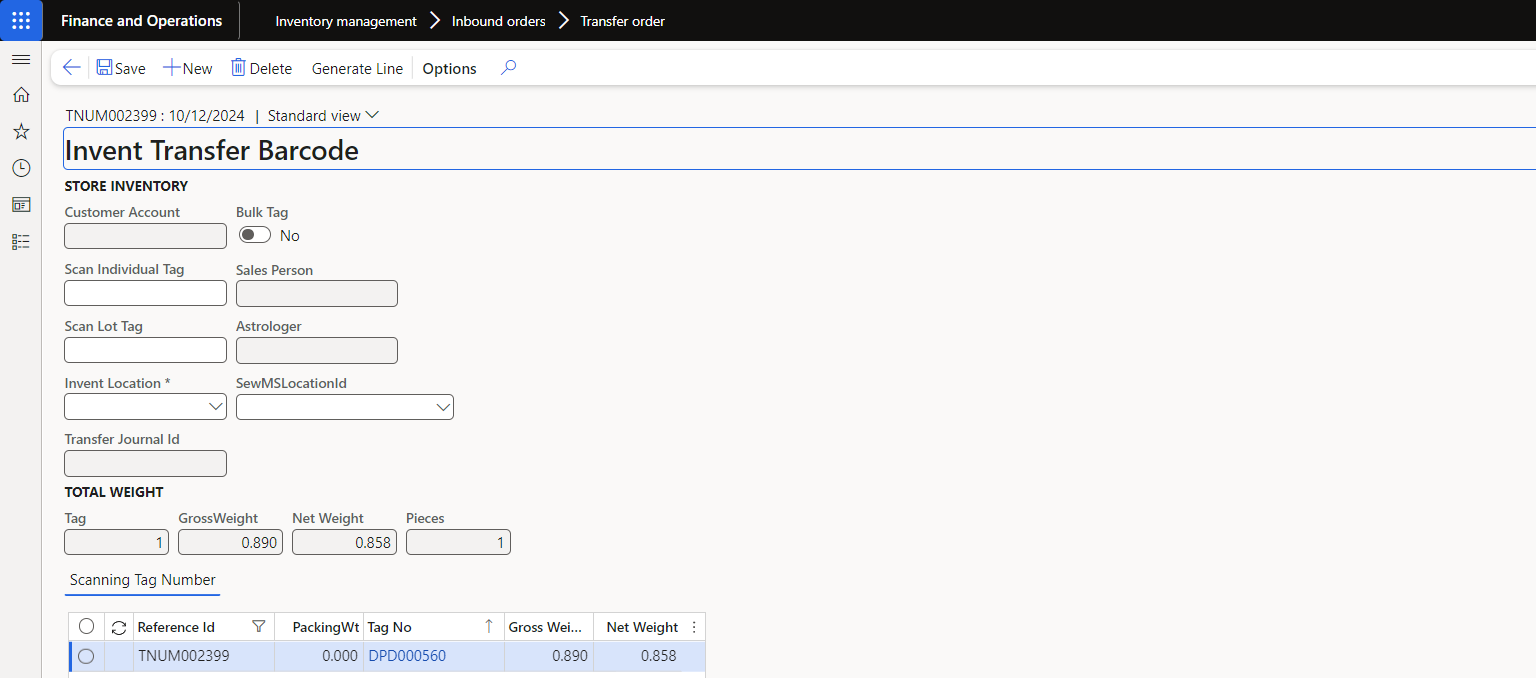 Finance and Operations Inventory management Inbound orders Transfer order
Save New Delete Generate Line Options
TNUM002399 : 10/12/2024 | Standard view
Invent Transfer Barcode
STORE INVENTORY
Customer Account Bulk Tag
No
Scan Individual Tag Sales Person
Scan Lot Tag Astrologer
Invent Location * SewMSLocationId
Transfer Journal Id
TOTAL WEIGHT
Tag GrossWeight Net Weight Pieces
1 0.890 0.858 1
Scanning Tag Number
Reference Id PackingWt Tag No Gross Wei... Net Weight
TNUM002399 0.000 DPD000560 0.890 0.858